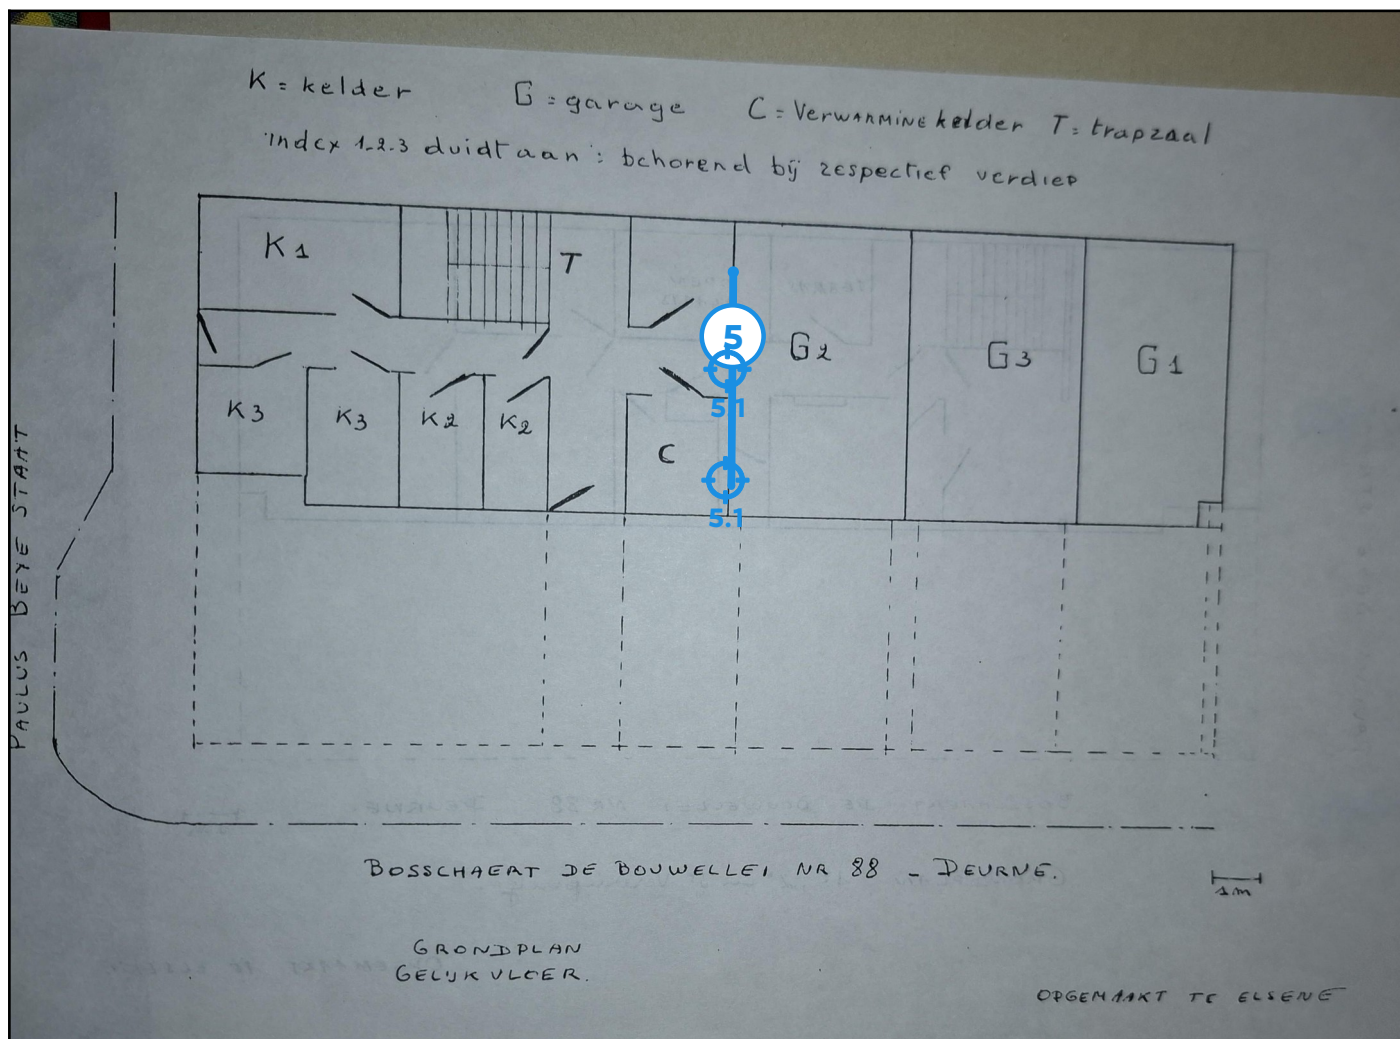 K = kelder G = garage C = VERWARMINGkelder T = trapzaal
index 1-2-3 duidt aan : behorend bij respectief verdiep
K1
T
5
G2
G3
G1
5.1
K3
K3
K2
K2
C
5.1
PAULUS BEYE STAAT
BOSSCHAERT DE BOUWELLEI NR 88 - DEURNE.
1m
GRONDPLAN
GELIJKVLOER.
OPGEMAAKT TE ELSENE